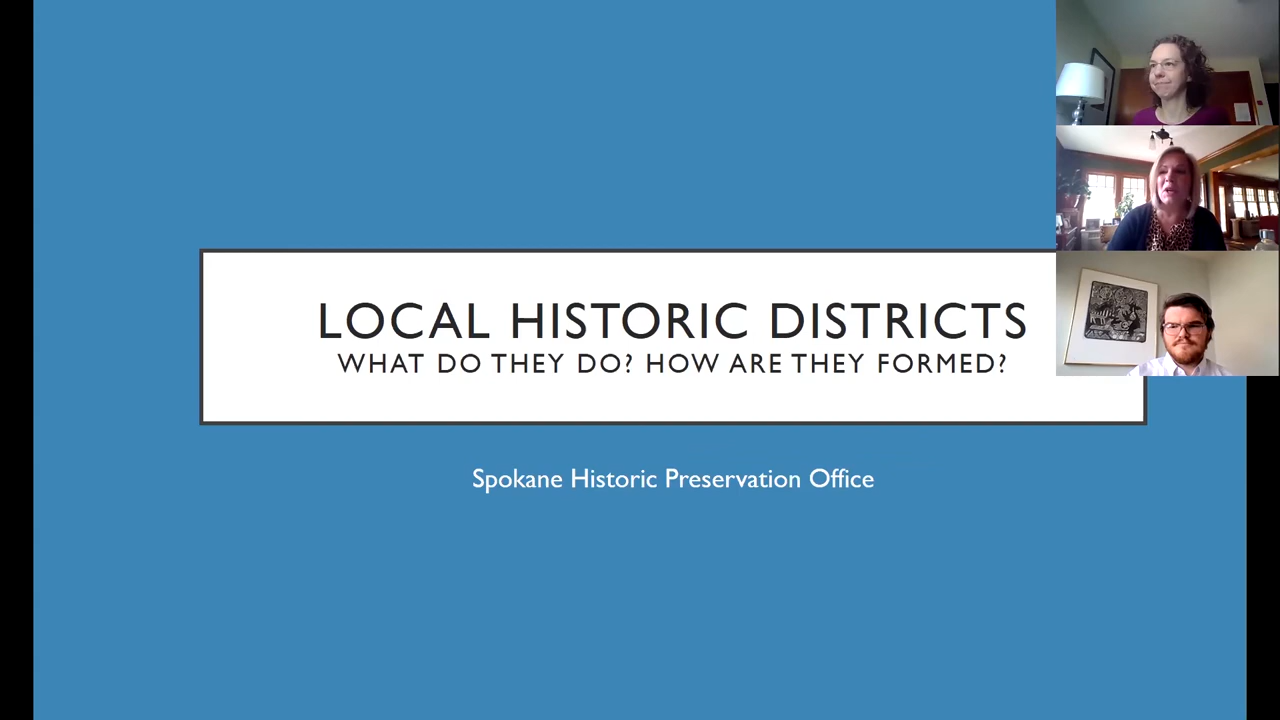 LOCAL HISTORIC DISTRICTS
WHAT DO THEY DO? HOW ARE THEY FORMED?
Spokane Historic Preservation Office